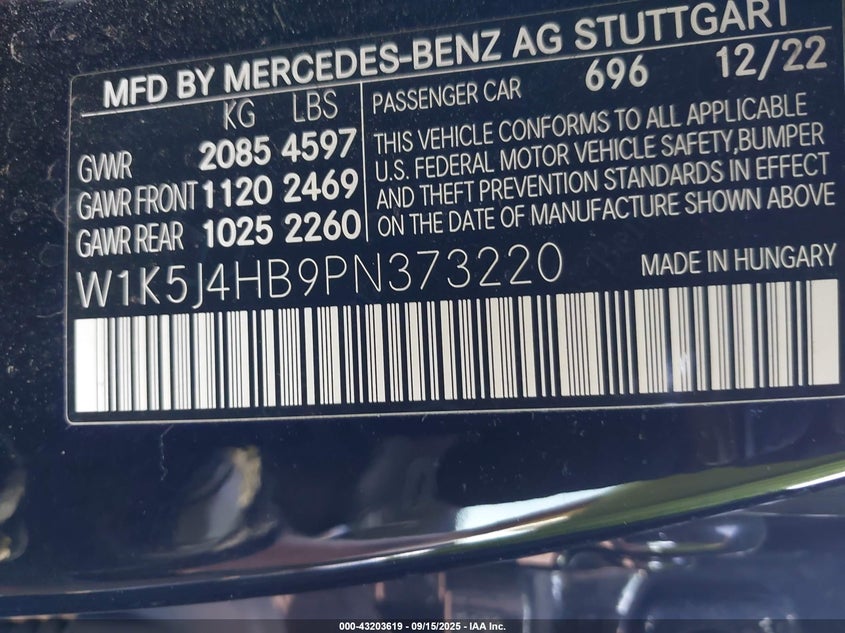 MFD BY MERCEDES-BENZ AG STUTTGART
KG LBS
GVWR 2085 4597
GAWR FRONT 1120 2469
GAWR REAR 1025 2260
PASSENGER CAR 696 12/22
THIS VEHICLE CONFORMS TO ALL APPLICABLE
U.S. FEDERAL MOTOR VEHICLE SAFETY,BUMPER
AND THEFT PREVENTION STANDARDS IN EFFECT
ON THE DATE OF MANUFACTURE SHOWN ABOVE
W1K5J4HB9PN373220 MADE IN HUNGARY
000-43203619 - 09/15/2025 - IAA Inc.